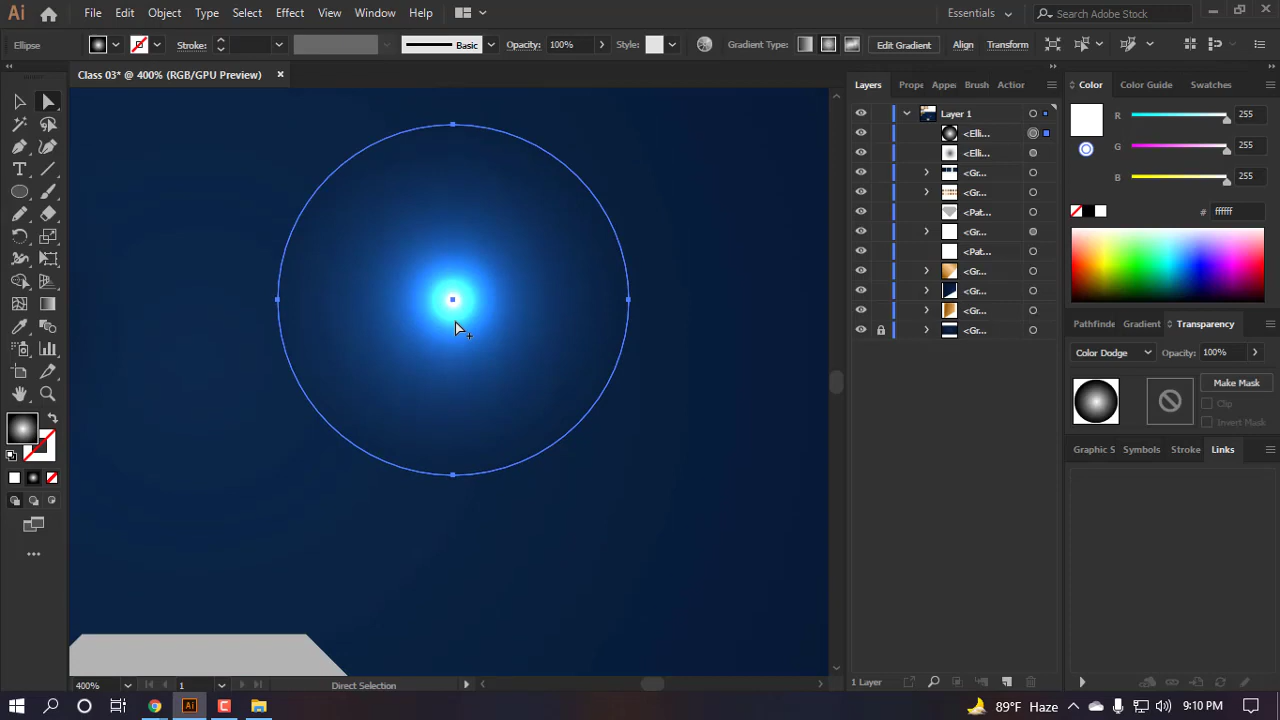 Ai File Edit Object Type Select Effect View Window Help Essentials Search Adobe Stock
Ellipse Stroke: Basic Opacity: 100% Style: Gradient Type: Edit Gradient Align Transform
Class 03* @ 400% (RGB/GPU Preview) ×
Layers Prope Appea Brush Action
Color Color Guide Swatches
Layer 1
<Elli...
<Elli...
<Gr...
<Gr...
<Pat...
<Gr...
<Pat...
<Gr...
<Gr...
<Gr...
<Gr...
R 255
G 255
B 255
# ffffff
Pathfinde Gradient Transparency
Color Dodge Opacity: 100%
Make Mask
Clip
Invert Mask
Graphic S Symbols Stroke Links
400% 1 Direct Selection
1 Layer
89°F Haze 9:10 PM